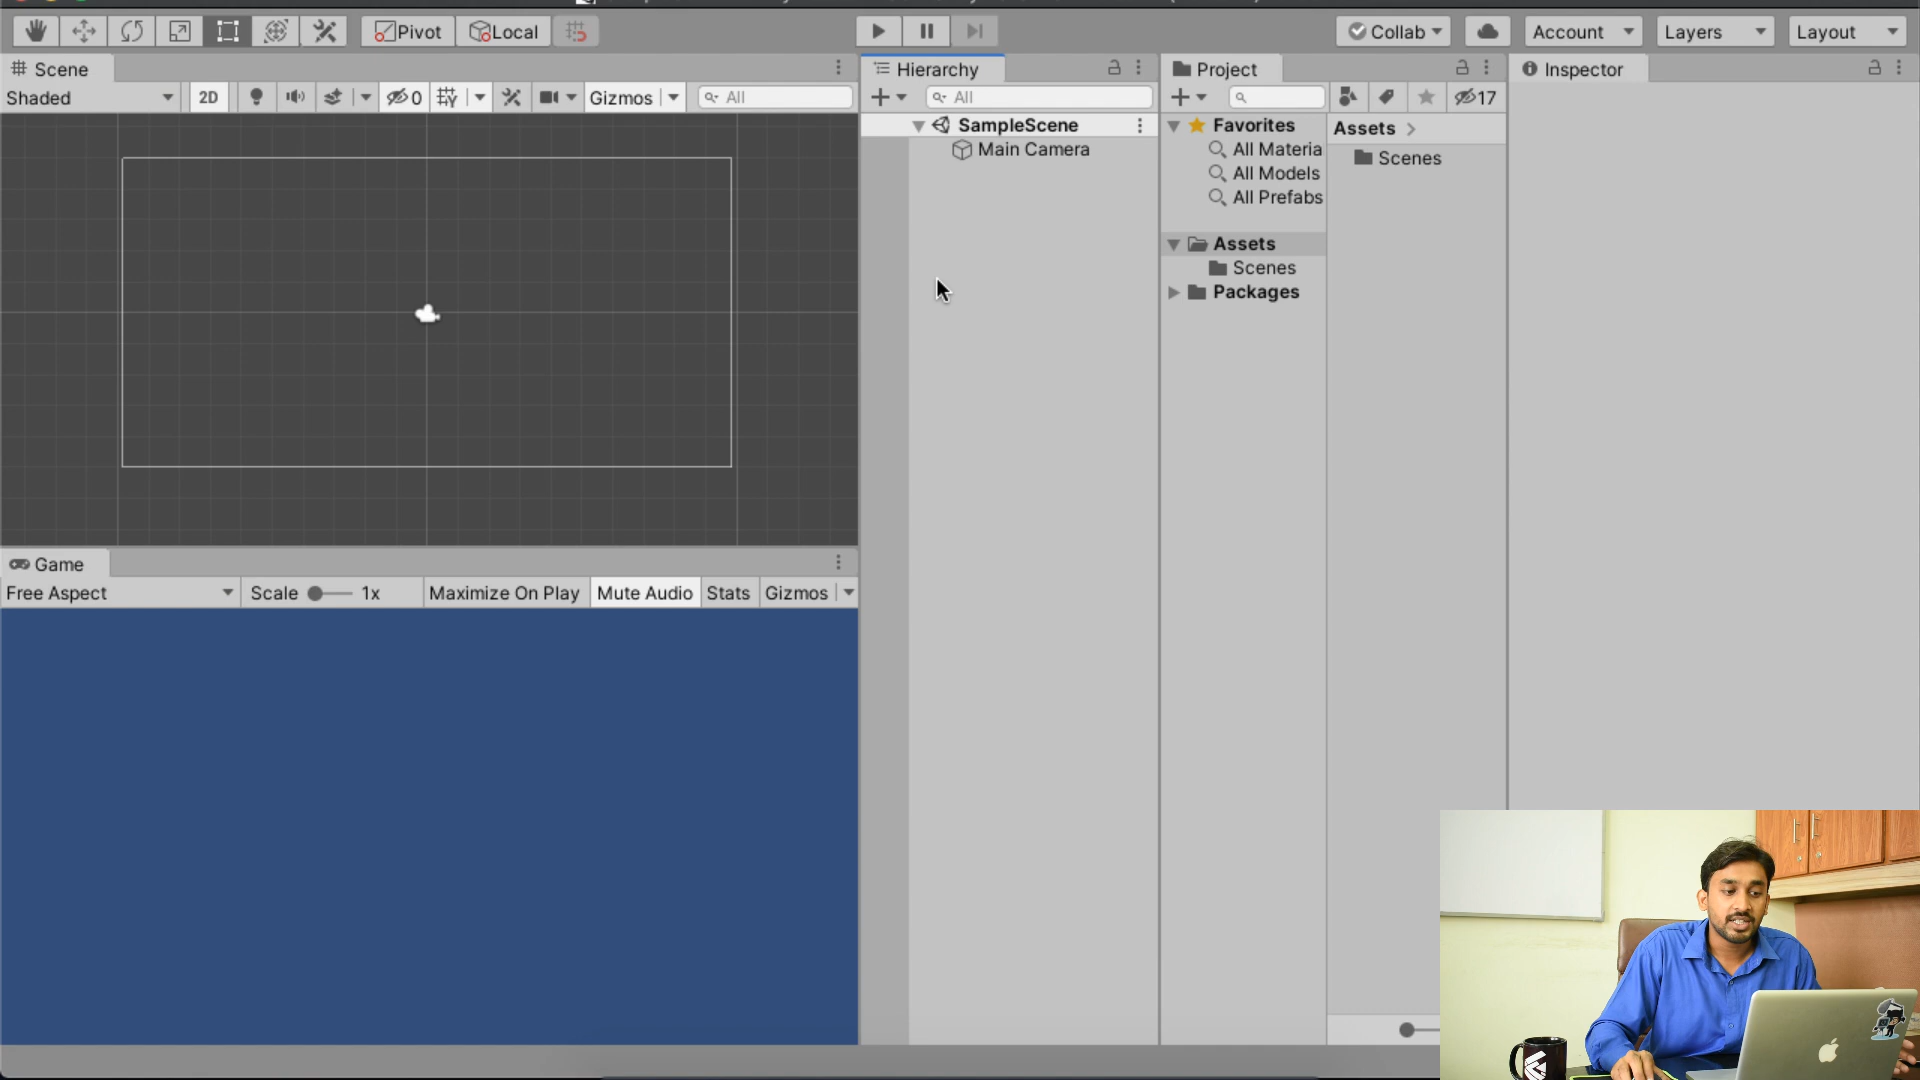 Pivot
Local
Collab
Account
Layers
Layout
Scene
Shaded
2D
0
Gizmos
All
Hierarchy
All
SampleScene
Main Camera
Project
17
Favorites
All Materia
All Models
All Prefabs
Assets
Scenes
Packages
Assets
Scenes
Inspector
Game
Free Aspect
Scale
1x
Maximize On Play
Mute Audio
Stats
Gizmos